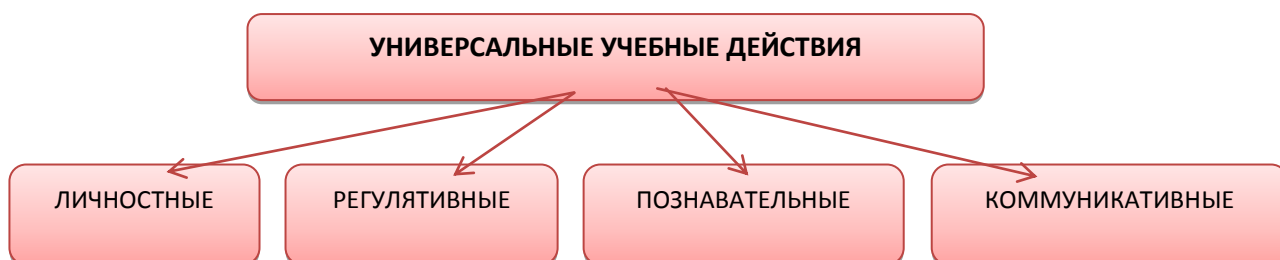 УНИВЕРСАЛЬНЫЕ УЧЕБНЫЕ ДЕЙСТВИЯ
ЛИЧНОСТНЫЕ
РЕГУЛЯТИВНЫЕ
ПОЗНАВАТЕЛЬНЫЕ
КОММУНИКАТИВНЫЕ